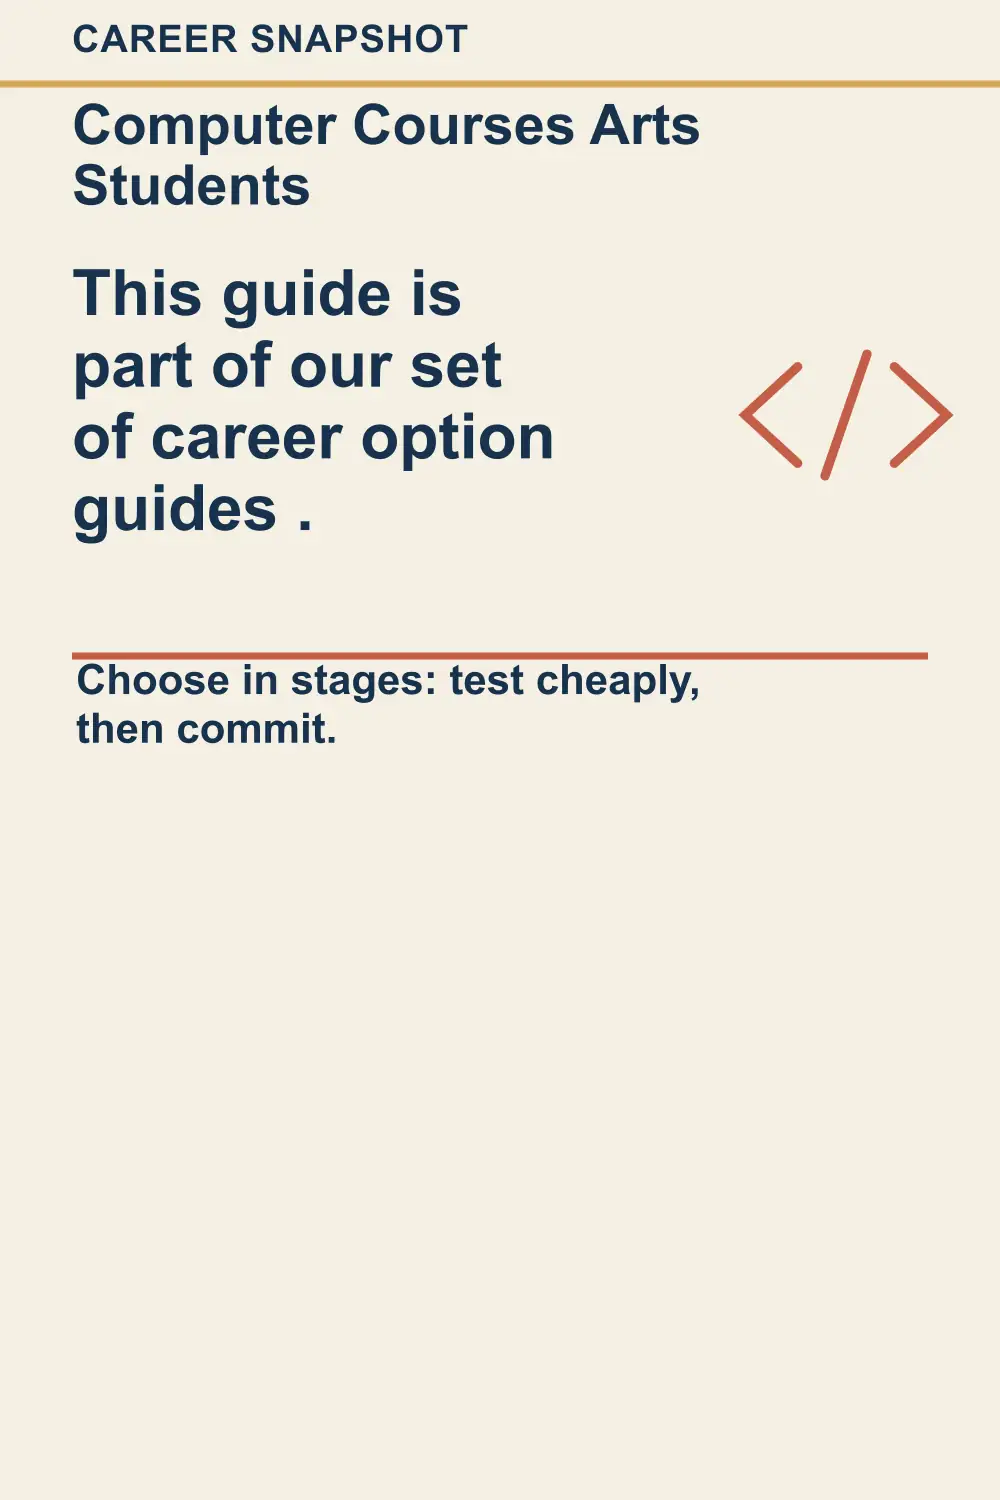 CAREER SNAPSHOT
Computer Courses Arts
Students
This guide is
part of our set
of career option
guides .
Choose in stages: test cheaply,
then commit.